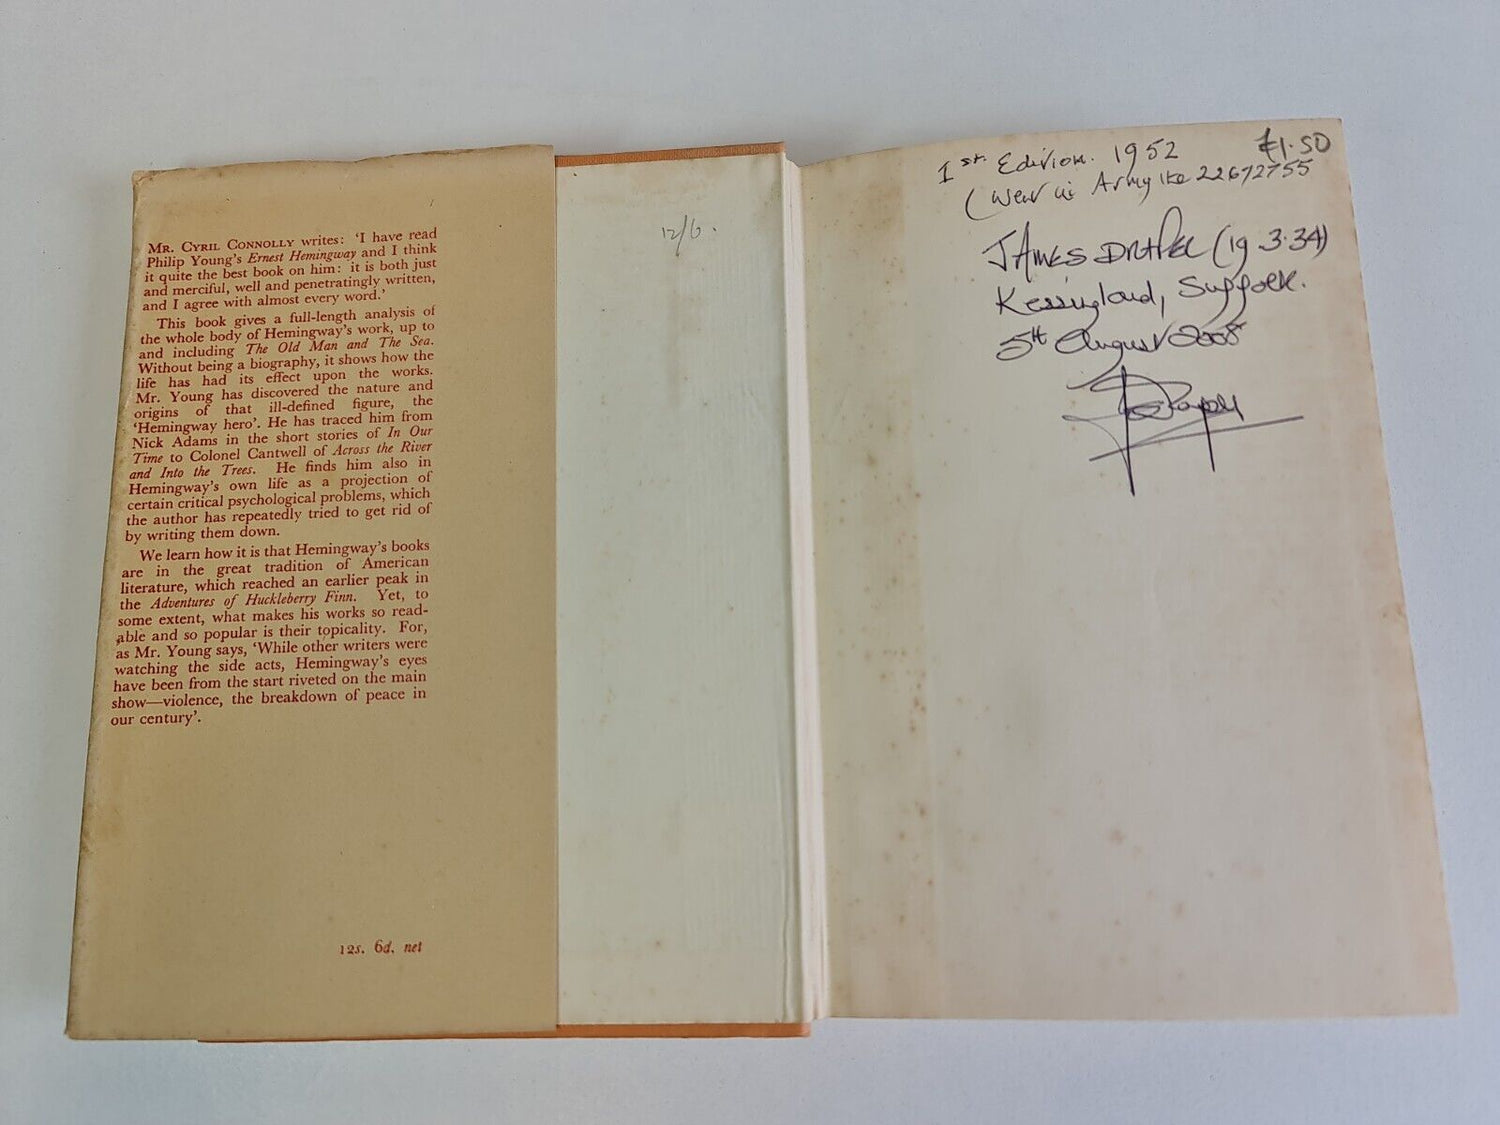 MR. CYRIL CONNOLLY writes: 'I have read
Philip Young's Ernest Hemingway and I think
it quite the best book on him: it is both just
and merciful, well and penetratingly written,
and I agree with almost every word.'
This book gives a full-length analysis of
the whole body of Hemingway's work, up to
and including The Old Man and The Sea.
Without being a biography, it shows how the
life has had its effect upon the works.
Mr. Young has discovered the nature and
origins of that ill-defined figure, the
'Hemingway hero'. He has traced him from
Nick Adams in the short stories of In Our
Time to Colonel Cantwell of Across the River
and Into the Trees. He finds him also in
Hemingway's own life as a projection of
certain critical psychological problems, which
the author has repeatedly tried to get rid of
by writing them down.
We learn how it is that Hemingway's books
are in the great tradition of American
literature, which reached an earlier peak in
the Adventures of Huckleberry Finn. Yet, to
some extent, what makes his works so read-
able and so popular is their topicality. For,
as Mr. Young says, 'While other writers were
watching the side acts, Hemingway's eyes
have been from the start riveted on the main
show—violence, the breakdown of peace in
our century'.
12s. 6d. net
12/6.
1st. Edition. 1952 £1.50
(Went in Army 22672755
JAMES DRAPER (19.3.34)
Kessingland, Suffolk.
5th August 2008